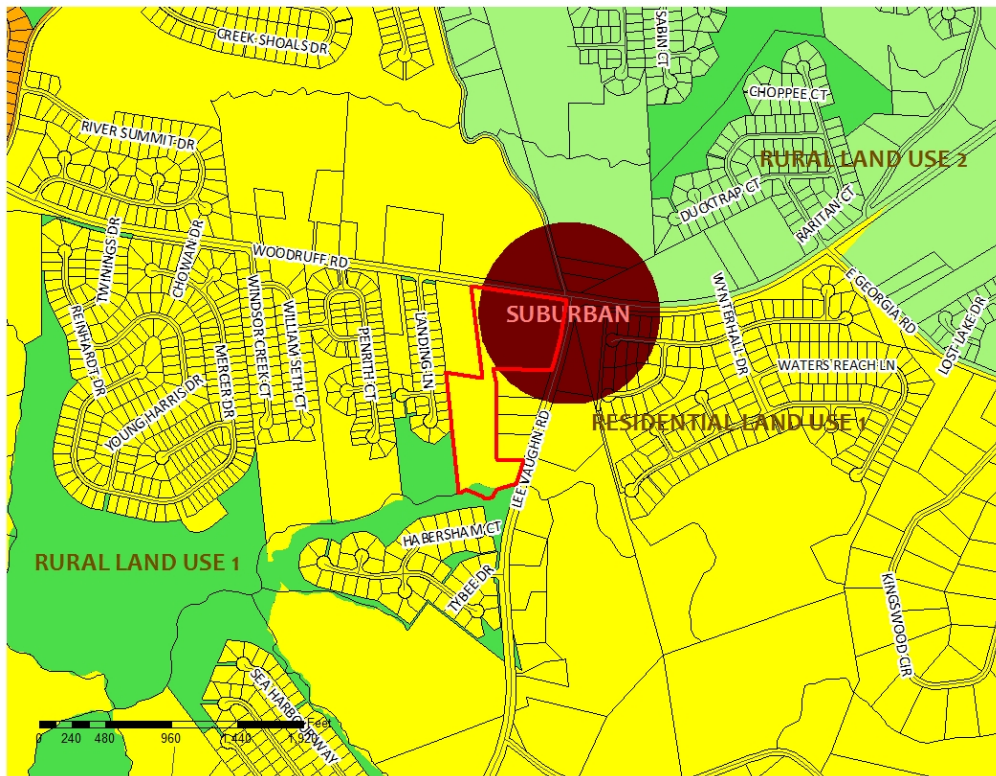 CREEK SHOALS DR
SABIN CT
CHOPPEE CT
RIVER SUMMIT DR
RURAL LAND USE 2
DUCKTRAP CT
RARITAN CT
TWININGS DR
CHOWAN DR
WOODRUFF RD
E GEORGIA RD
WINDSOR CREEK CT
WILLIAM SETH CT
PENRITH CT
LANDING LN
SUBURBAN
WYNTERHALL DR
LOST LAKE DR
REINHARDT DR
MERCER DR
YOUNG HARRIS DR
WATERS REACH LN
RESIDENTIAL LAND USE 1
LEE VAUGHN RD
HABERSHAM CT
RURAL LAND USE 1
TYBEE DR
KINGSWOOD CIR
SEA HARBOR WAY
Feet
0 240 480 960 1,440 1,920